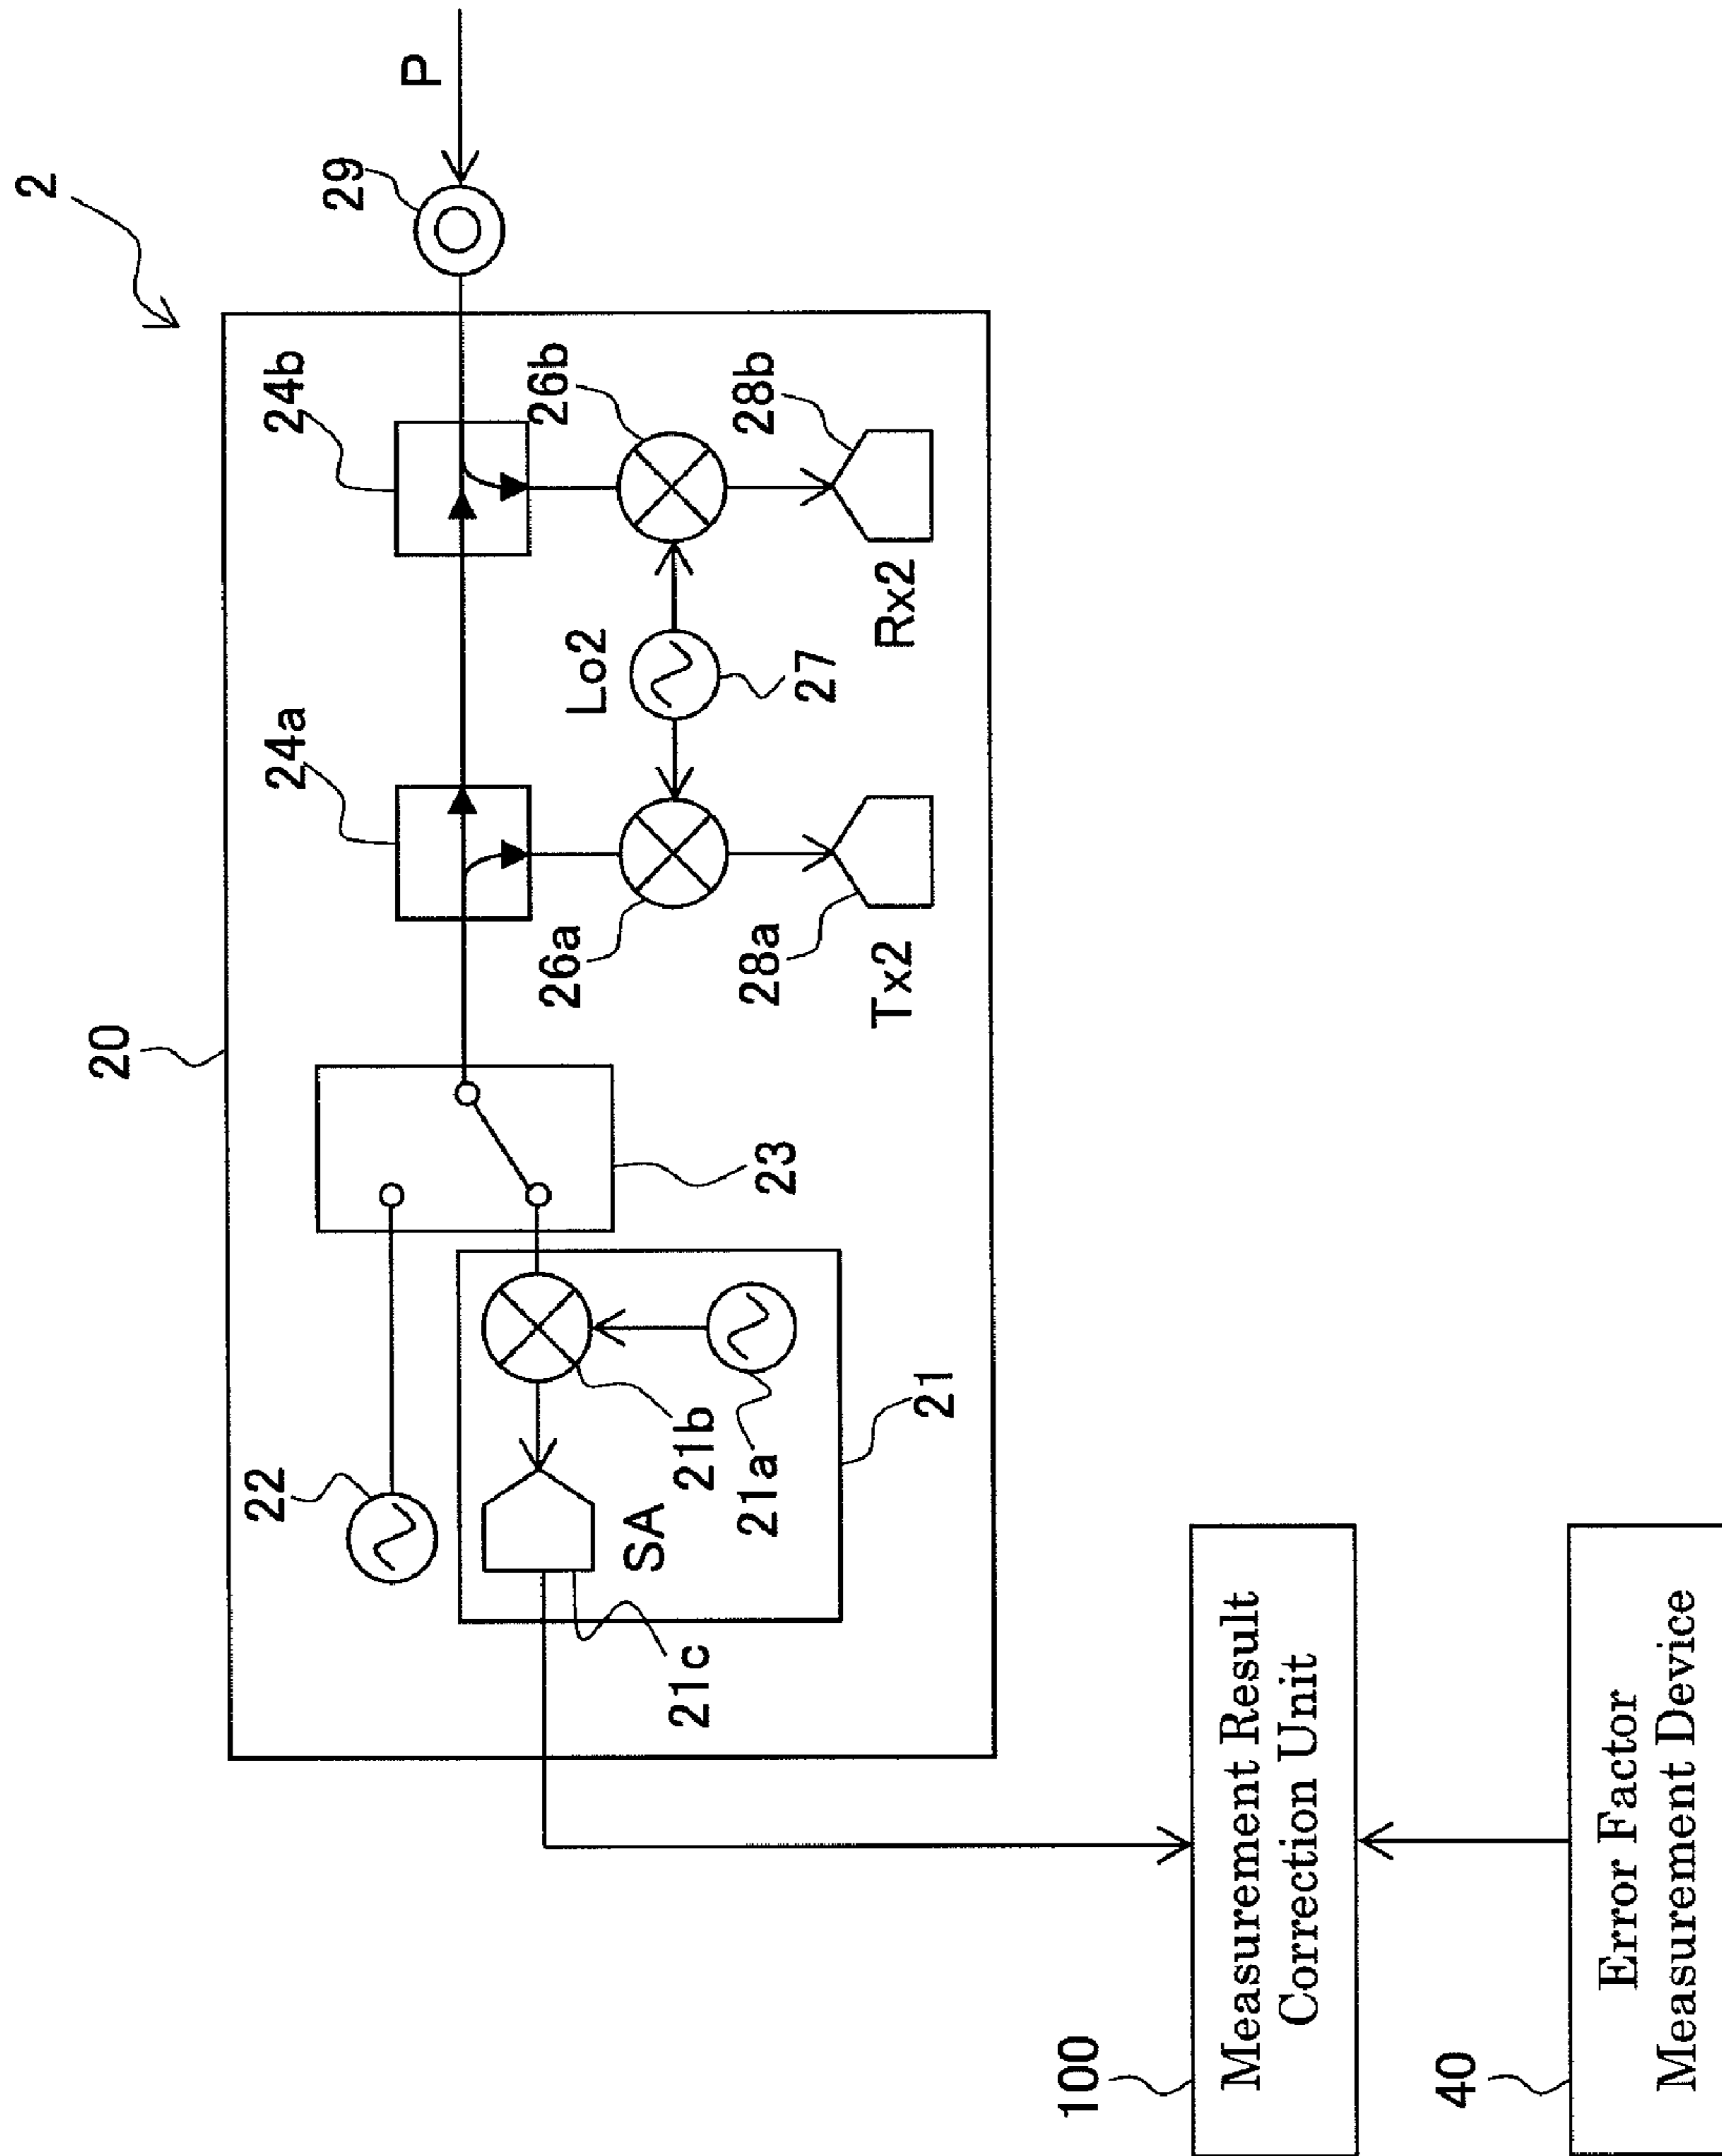 2
29
P
24b
26b
28b
24a
Lo2
27
Rx2
26a
28a
Tx2
20
23
22
21b
21a
21
SA
21c
100
Measurement Result
Correction Unit
40
Error Factor
Measurement Device